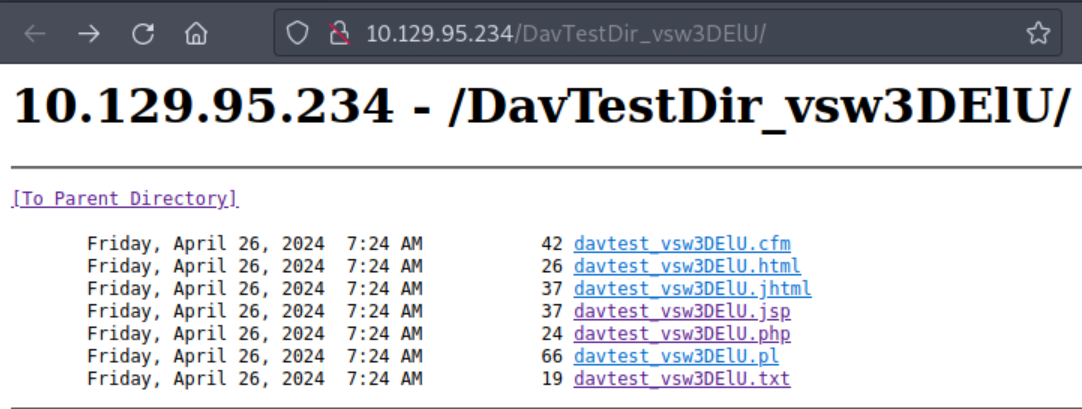 10.129.95.234/DavTestDir_vsw3DElU/
10.129.95.234 - /DavTestDir_vsw3DElU/
[To Parent Directory]
Friday, April 26, 2024 7:24 AM 42 davtest_vsw3DElU.cfm
Friday, April 26, 2024 7:24 AM 26 davtest_vsw3DElU.html
Friday, April 26, 2024 7:24 AM 37 davtest_vsw3DElU.jhtml
Friday, April 26, 2024 7:24 AM 37 davtest_vsw3DElU.jsp
Friday, April 26, 2024 7:24 AM 24 davtest_vsw3DElU.php
Friday, April 26, 2024 7:24 AM 66 davtest_vsw3DElU.pl
Friday, April 26, 2024 7:24 AM 19 davtest_vsw3DElU.txt